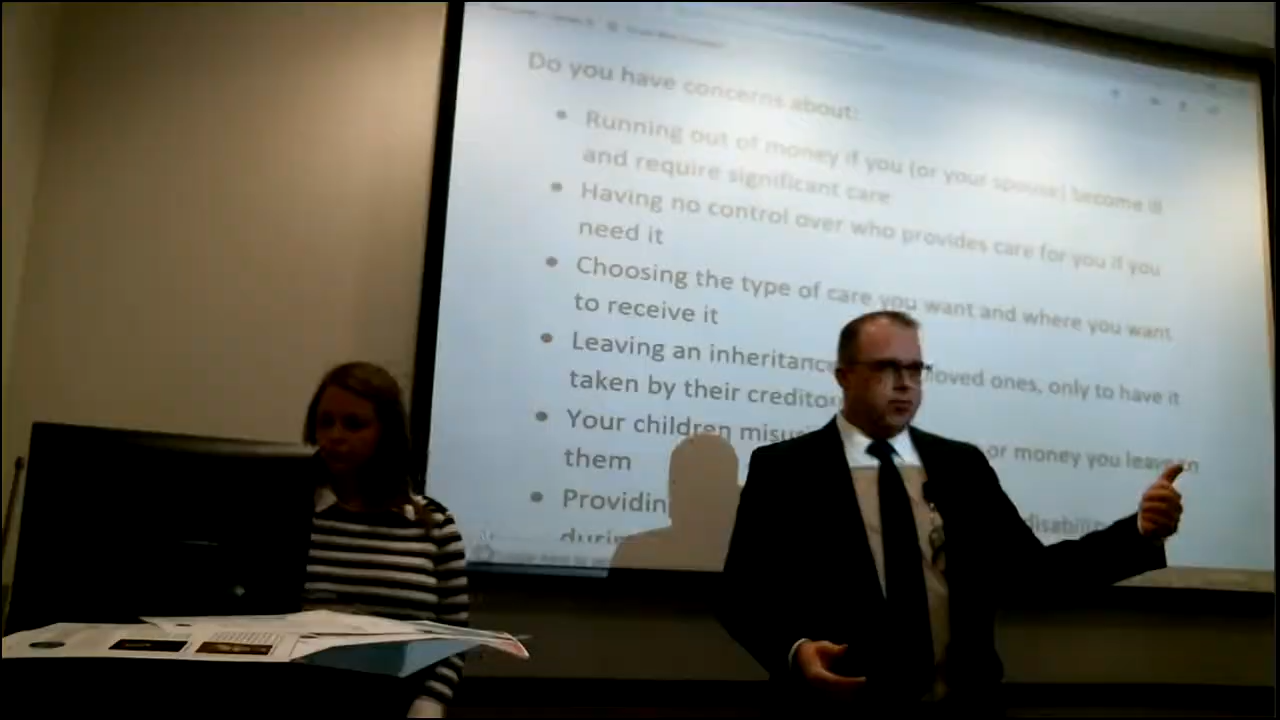 Do you have concerns about:
• Running out of money if you (or your spouse) become ill
and require significant care
• Having no control over who provides care for you if you
need it
• Choosing the type of care you want and where you want
to receive it
• Leaving an inheritance loved ones, only to have it
taken by their
• Your children or money you leave
them